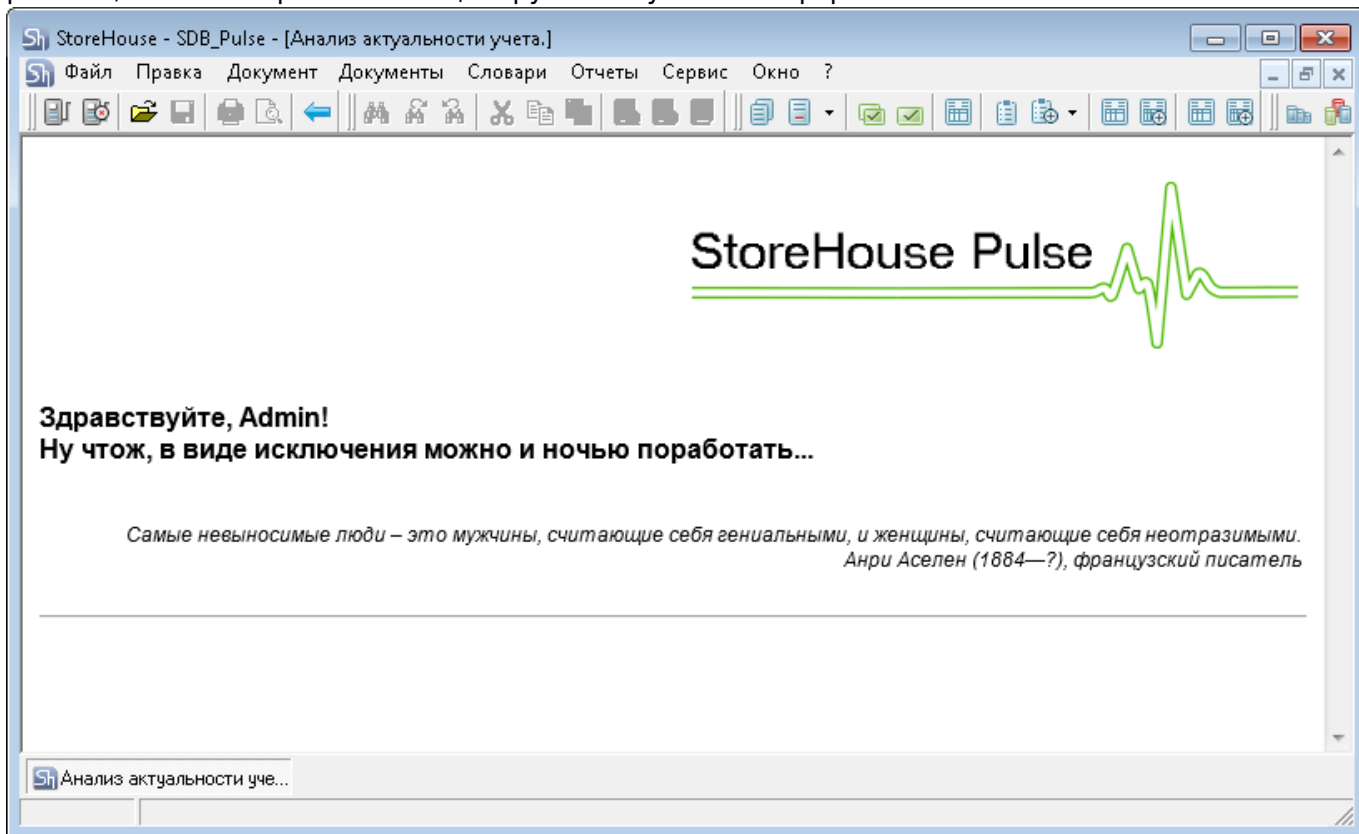 StoreHouse - SDB_Pulse - [Анализ актуальности учета.]
Файл Правка Документ Документы Словари Отчеты Сервис Окно ?
StoreHouse Pulse
Здравствуйте, Admin!
Ну чтож, в виде исключения можно и ночью поработать...
Самые невыносимые люди – это мужчины, считающие себя гениальными, и женщины, считающие себя неотразимыми.
Анри Аселен (1884—?), французский писатель
Анализ актуальности уче...